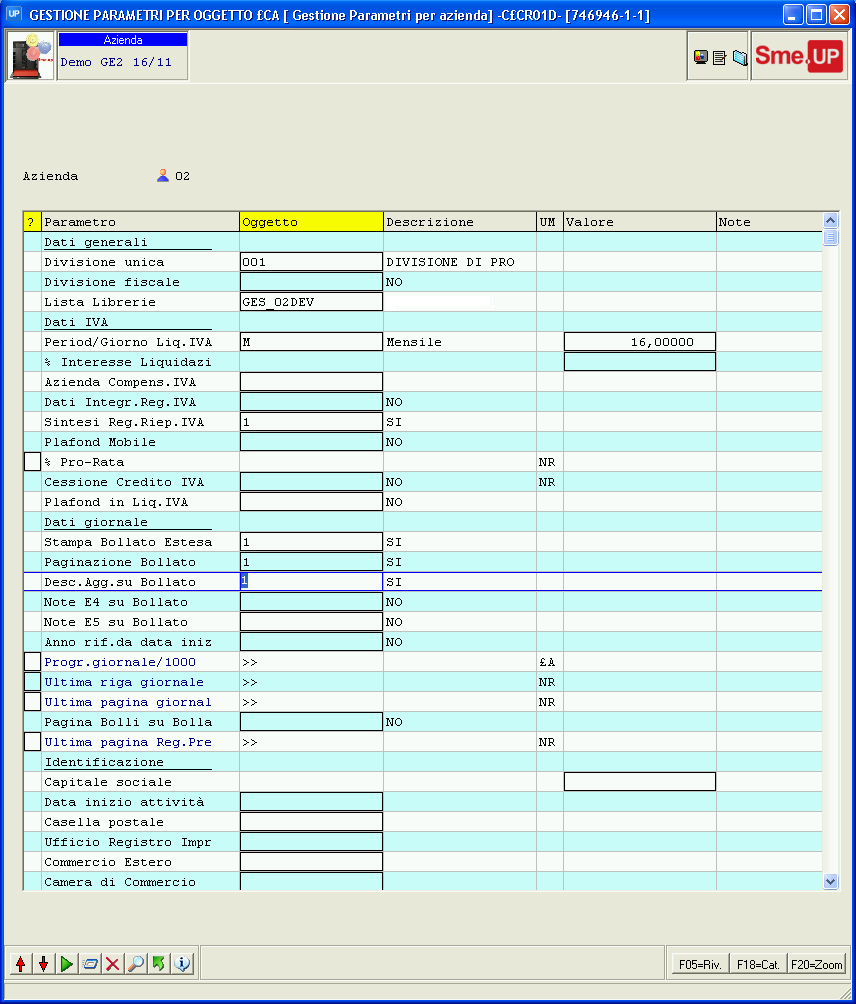 UP GESTIONE PARAMETRI PER OGGETTO £CA [ Gestione Parametri per azienda] -C£CR01D- [746946-1-1]
Azienda
Demo GE2 16/11
Sme.UP
Azienda 02
? Parametro Oggetto Descrizione UM Valore Note
Dati generali
Divisione unica 001 DIVISIONE DI PRO
Divisione fiscale NO
Lista Librerie GES_02DEV
Dati IVA
Period/Giorno Liq.IVA M Mensile 16,00000
% Interesse Liquidazi
Azienda Compens.IVA
Dati Integr.Reg.IVA NO
Sintesi Reg.Riep.IVA 1 SI
Plafond Mobile NO
% Pro-Rata NR
Cessione Credito IVA NO NR
Plafond in Liq.IVA NO
Dati giornale
Stampa Bollato Estesa 1 SI
Paginazione Bollato 1 SI
Desc.Agg.su Bollato 1 SI
Note E4 su Bollato NO
Note E5 su Bollato NO
Anno rif.da data iniz NO
Progr.giornale/1000 >> £A
Ultima riga giornale >> NR
Ultima pagina giornal >> NR
Pagina Bolli su Bolla NO
Ultima pagina Reg.Pre >> NR
Identificazione
Capitale sociale
Data inizio attività
Casella postale
Ufficio Registro Impr
Commercio Estero
Camera di Commercio
F05=Riv. F18=Cat. F20=Zoom